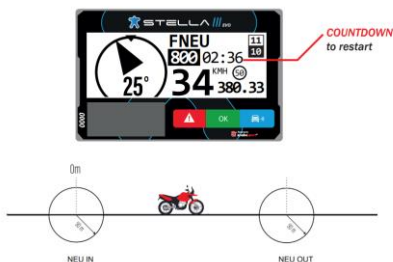 STELLA III EVO
COUNTDOWN
to restart
FNEU
11
10
800 02:36
25°
34 KMH 50 380.33
0000
OK
0m
NEU IN
NEU OUT